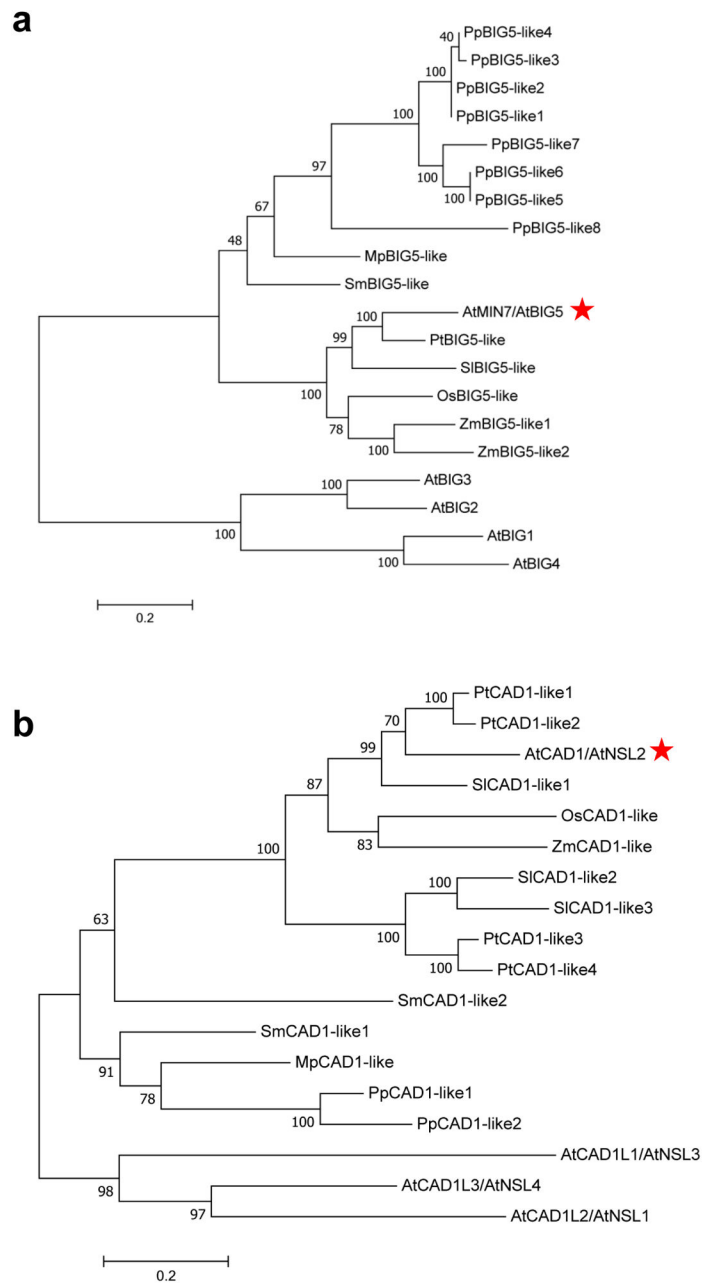 a
PpBIG5-like4
40
PpBIG5-like3
100
PpBIG5-like2
PpBIG5-like1
100
PpBIG5-like7
97
PpBIG5-like6
100
PpBIG5-like5
100
67
PpBIG5-like8
48
MpBIG5-like
SmBIG5-like
AtMIN7/AtBIG5
100
PtBIG5-like
99
SlBIG5-like
100
OsBIG5-like
ZmBIG5-like1
78
100
ZmBIG5-like2
AtBIG3
100
AtBIG2
100
AtBIG1
100
AtBIG4
0.2
b
PtCAD1-like1
100
PtCAD1-like2
70
AtCAD1/AtNSL2
99
SlCAD1-like1
87
OsCAD1-like
83
ZmCAD1-like
100
SlCAD1-like2
100
SlCAD1-like3
100
PtCAD1-like3
100
PtCAD1-like4
63
SmCAD1-like2
SmCAD1-like1
91
MpCAD1-like
78
PpCAD1-like1
100
PpCAD1-like2
AtCAD1L1/AtNSL3
98
AtCAD1L3/AtNSL4
97
AtCAD1L2/AtNSL1
0.2